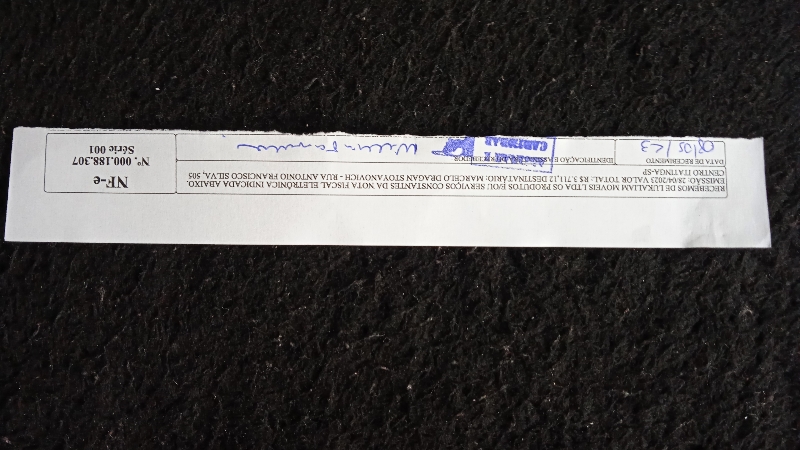 RECEBEMOS DE LUKALIAM MOVEIS LTDA OS PRODUTOS E/OU SERVIÇOS CONSTANTES DA NOTA FISCAL ELETRÔNICA INDICADA ABAIXO.
EMISSÃO: 28/04/2023 VALOR TOTAL: R$ 3.711,12 DESTINATÁRIO: MARCELO DRAGAN STOYANOVICH - RUA ANTONIO FRANCISCO SILVA, 505
CENTRO ITATINGA-SP
DATA DE RECEBIMENTO
IDENTIFICAÇÃO E ASSINATURA DO RECEBEDOR
08/05/23
NF-e
Nº. 000.188.307
Série 001